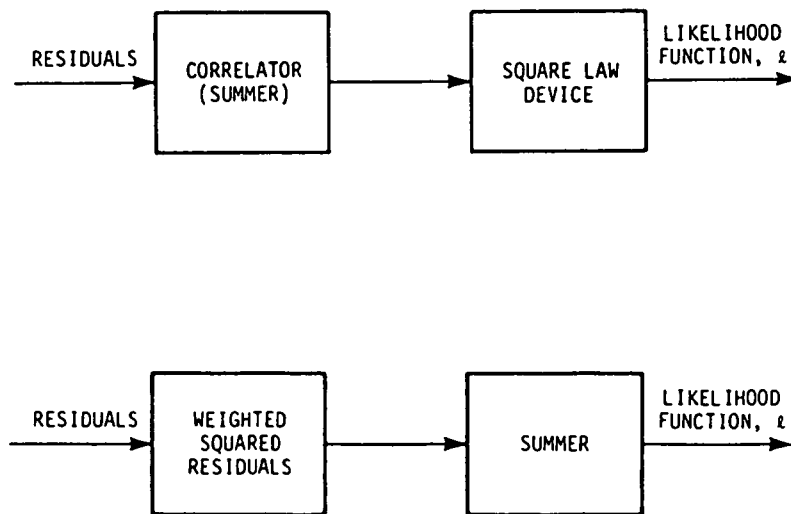 RESIDUALS
CORRELATOR
(SUMMER)
SQUARE LAW
DEVICE
LIKELIHOOD
FUNCTION, ℓ
RESIDUALS
WEIGHTED
SQUARED
RESIDUALS
SUMMER
LIKELIHOOD
FUNCTION, ℓ